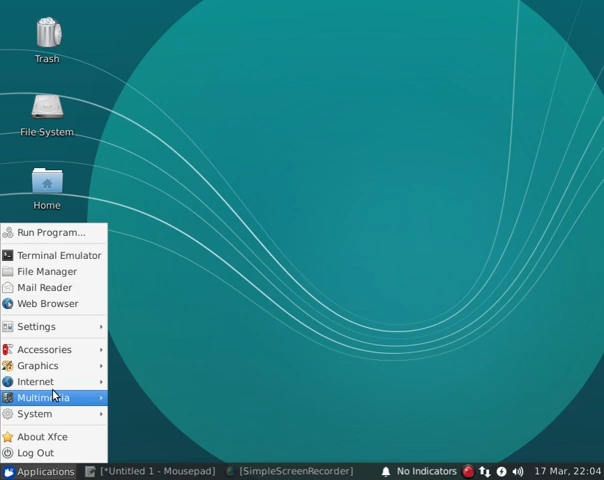 Trash
File System
Home
Run Program...
Terminal Emulator
File Manager
Mail Reader
Web Browser
Settings
Accessories
Graphics
Internet
Multimedia
System
About Xfce
Log Out
Applications [*Untitled 1 - Mousepad] [SimpleScreenRecorder] No Indicators 17 Mar, 22:04